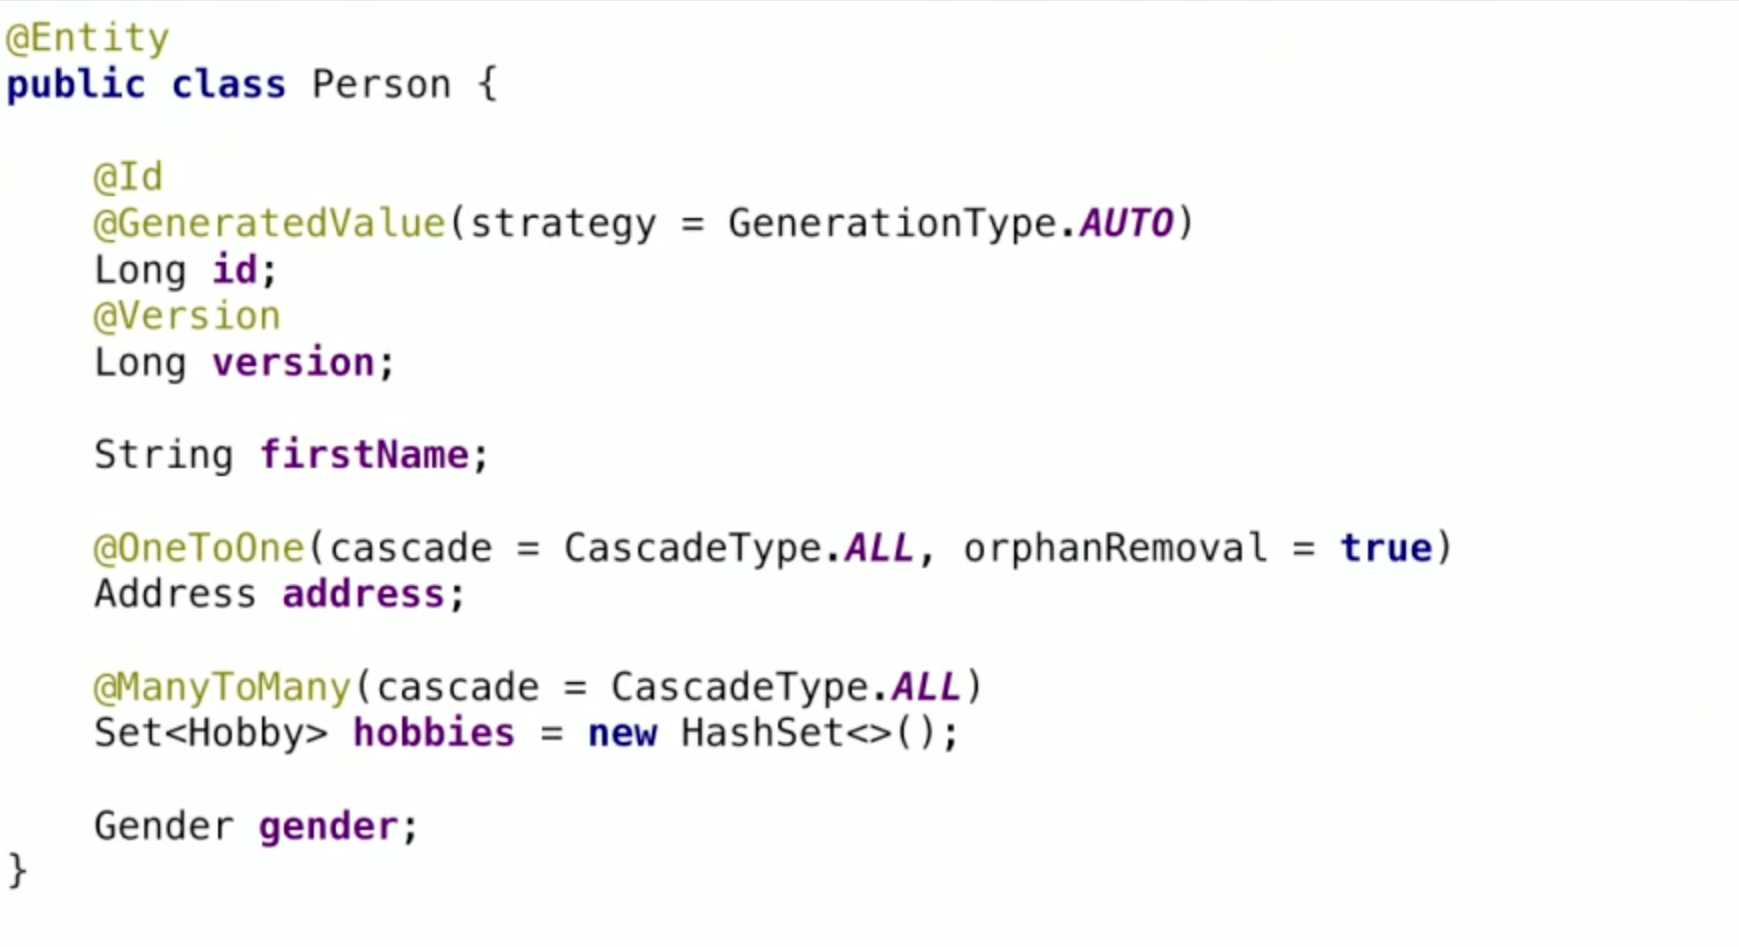 @Entity
public class Person {
@Id
@GeneratedValue(strategy = GenerationType.AUTO)
Long id;
@Version
Long version;
String firstName;
@OneToOne(cascade = CascadeType.ALL, orphanRemoval = true)
Address address;
@ManyToMany(cascade = CascadeType.ALL)
Set<Hobby> hobbies = new HashSet<>();
Gender gender;
}